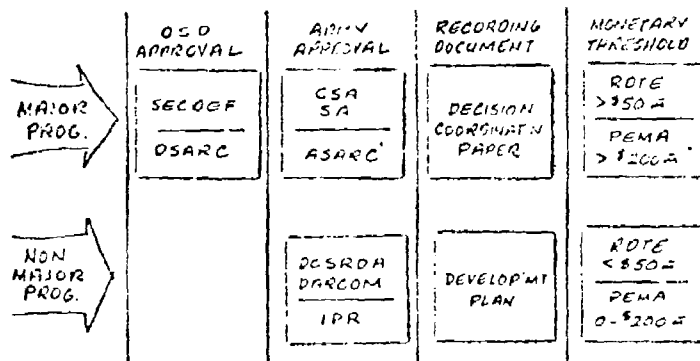 OSD
APPROVAL
ARMY
APPROVAL
RECORDING
DOCUMENT
MONETARY
THRESHOLD
MAJOR
PROG.
SECDEF
DSARC
CSA
SA
ASARC
DECISION
COORDINAT'N
PAPER
RDTE
>$50m
PEMA
>$200m
NON
MAJOR
PROG.
DCSRDA
DARCOM
IPR
DEVELOP'MT
PLAN
RDTE
<$50m
PEMA
0-$200m